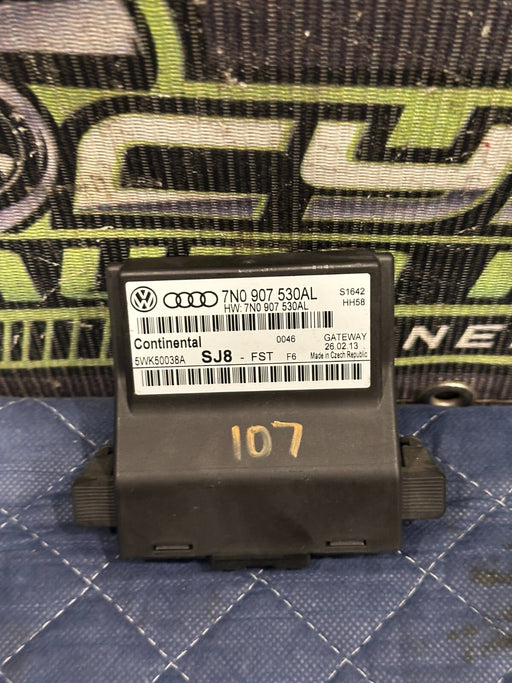 7N0 907 530AL
S1642
HW: 7N0 907 530AL
HH58
Continental
0046
GATEWAY
26.02.13
5WK50038A
SJ8 - FST F6
Made in Czech Republic
107